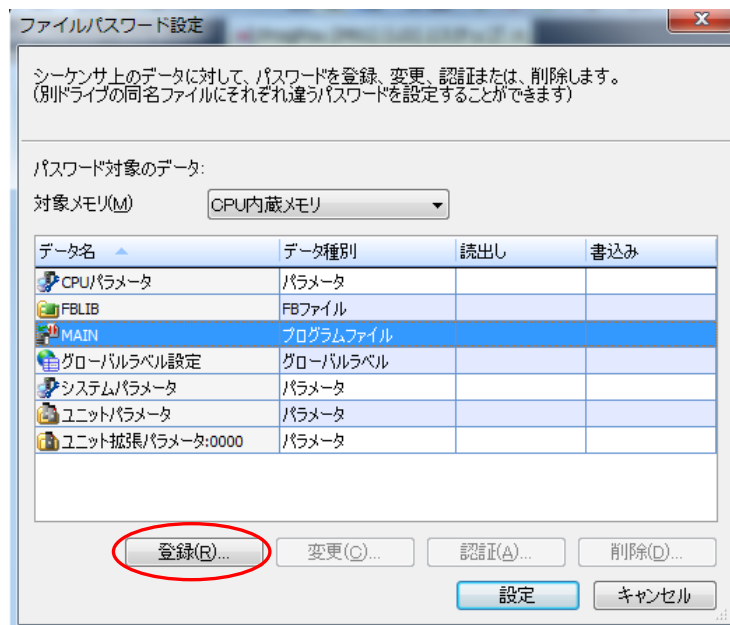 ファイルパスワード設定
シーケンサ上のデータに対して、パスワードを登録、変更、認証または、削除します。
(別ドライブの同名ファイルにそれぞれ違うパスワードを設定することができます)
パスワード対象のデータ:
対象メモリ(M) CPU内蔵メモリ
データ名 データ種別 読出し 書込み
CPUパラメータ パラメータ
FBLIB FBファイル
MAIN プログラムファイル
グローバルラベル設定 グローバルラベル
システムパラメータ パラメータ
ユニットパラメータ パラメータ
ユニット拡張パラメータ:0000 パラメータ
登録(R)... 変更(C)... 認証(A)... 削除(D)...
設定 キャンセル